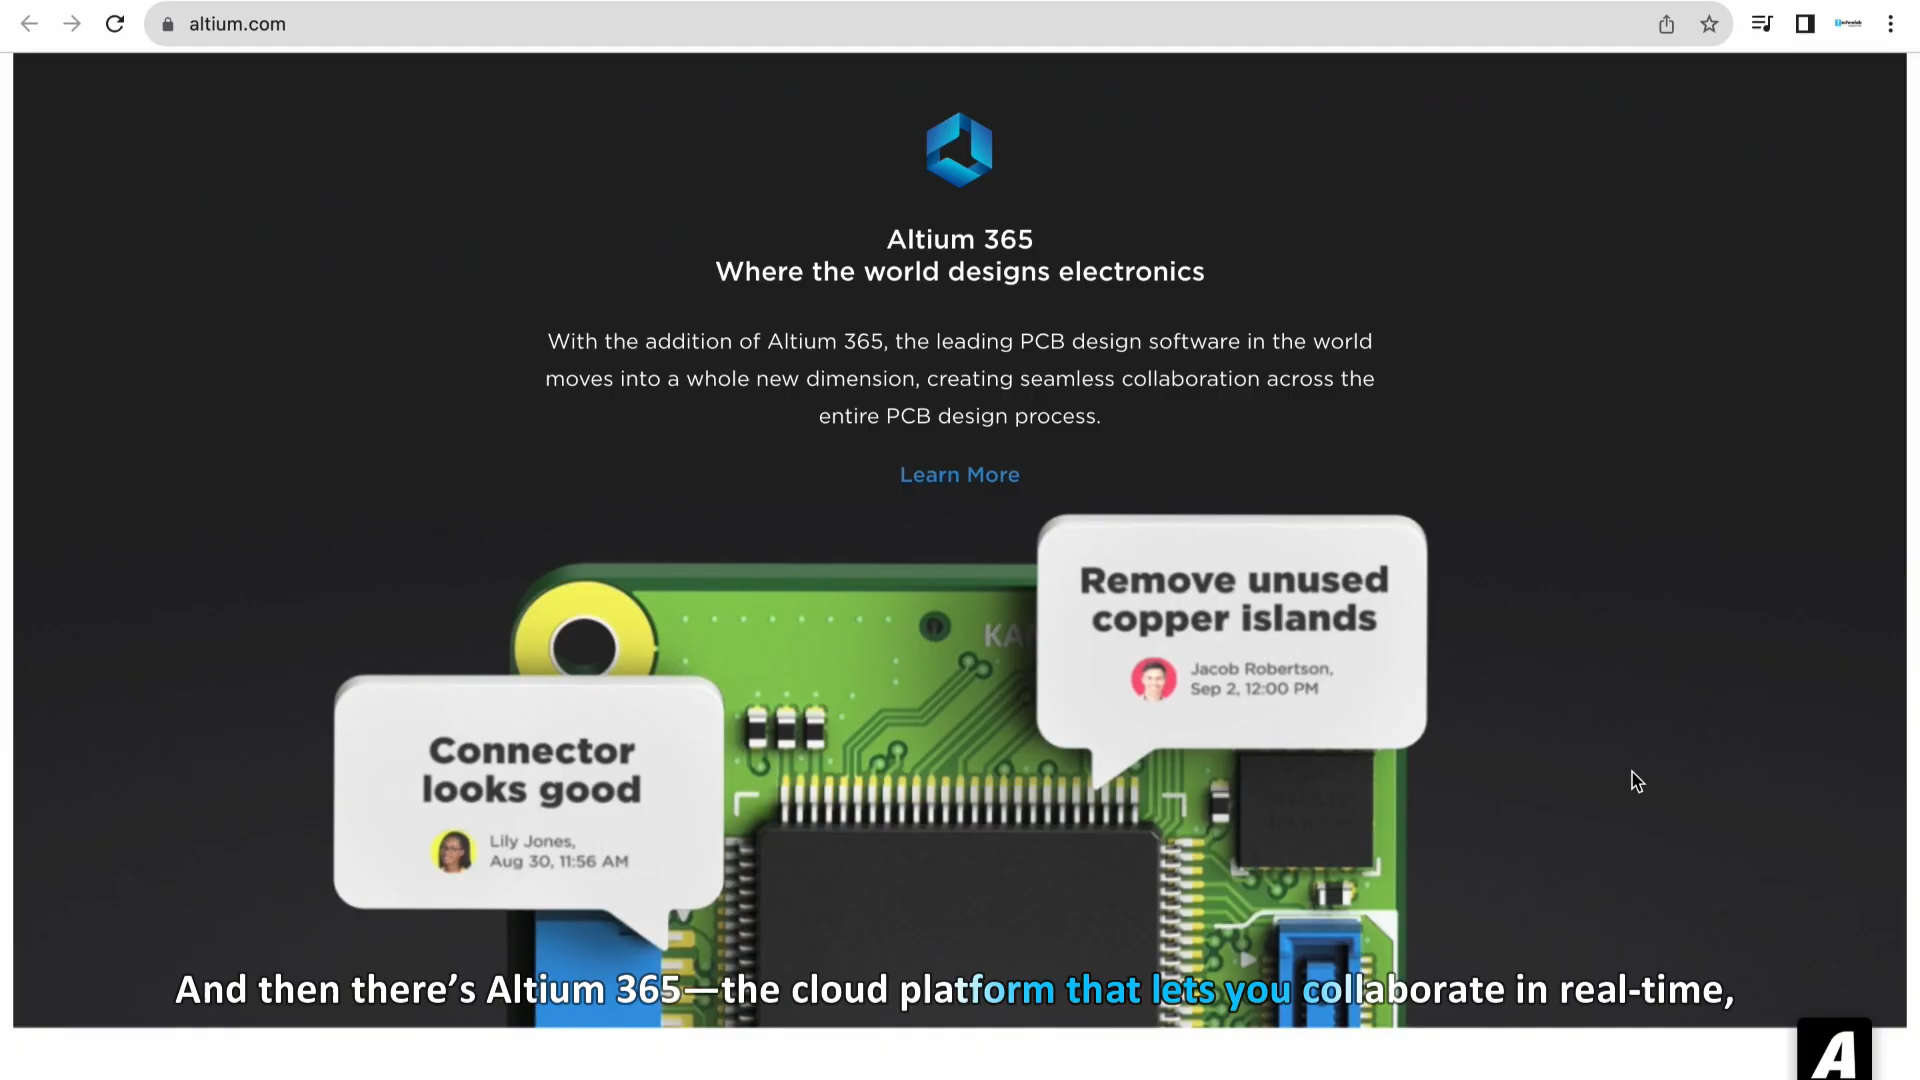 altium.com
Altium 365
Where the world designs electronics
With the addition of Altium 365, the leading PCB design software in the world
moves into a whole new dimension, creating seamless collaboration across the
entire PCB design process.
Learn More
Remove unused
copper islands
Jacob Robertson,
Sep 2, 12:00 PM
KA
Connector
looks good
Lily Jones,
Aug 30, 11:56 AM
And then there’s Altium 365—the cloud platform that lets you collaborate in real-time,
A